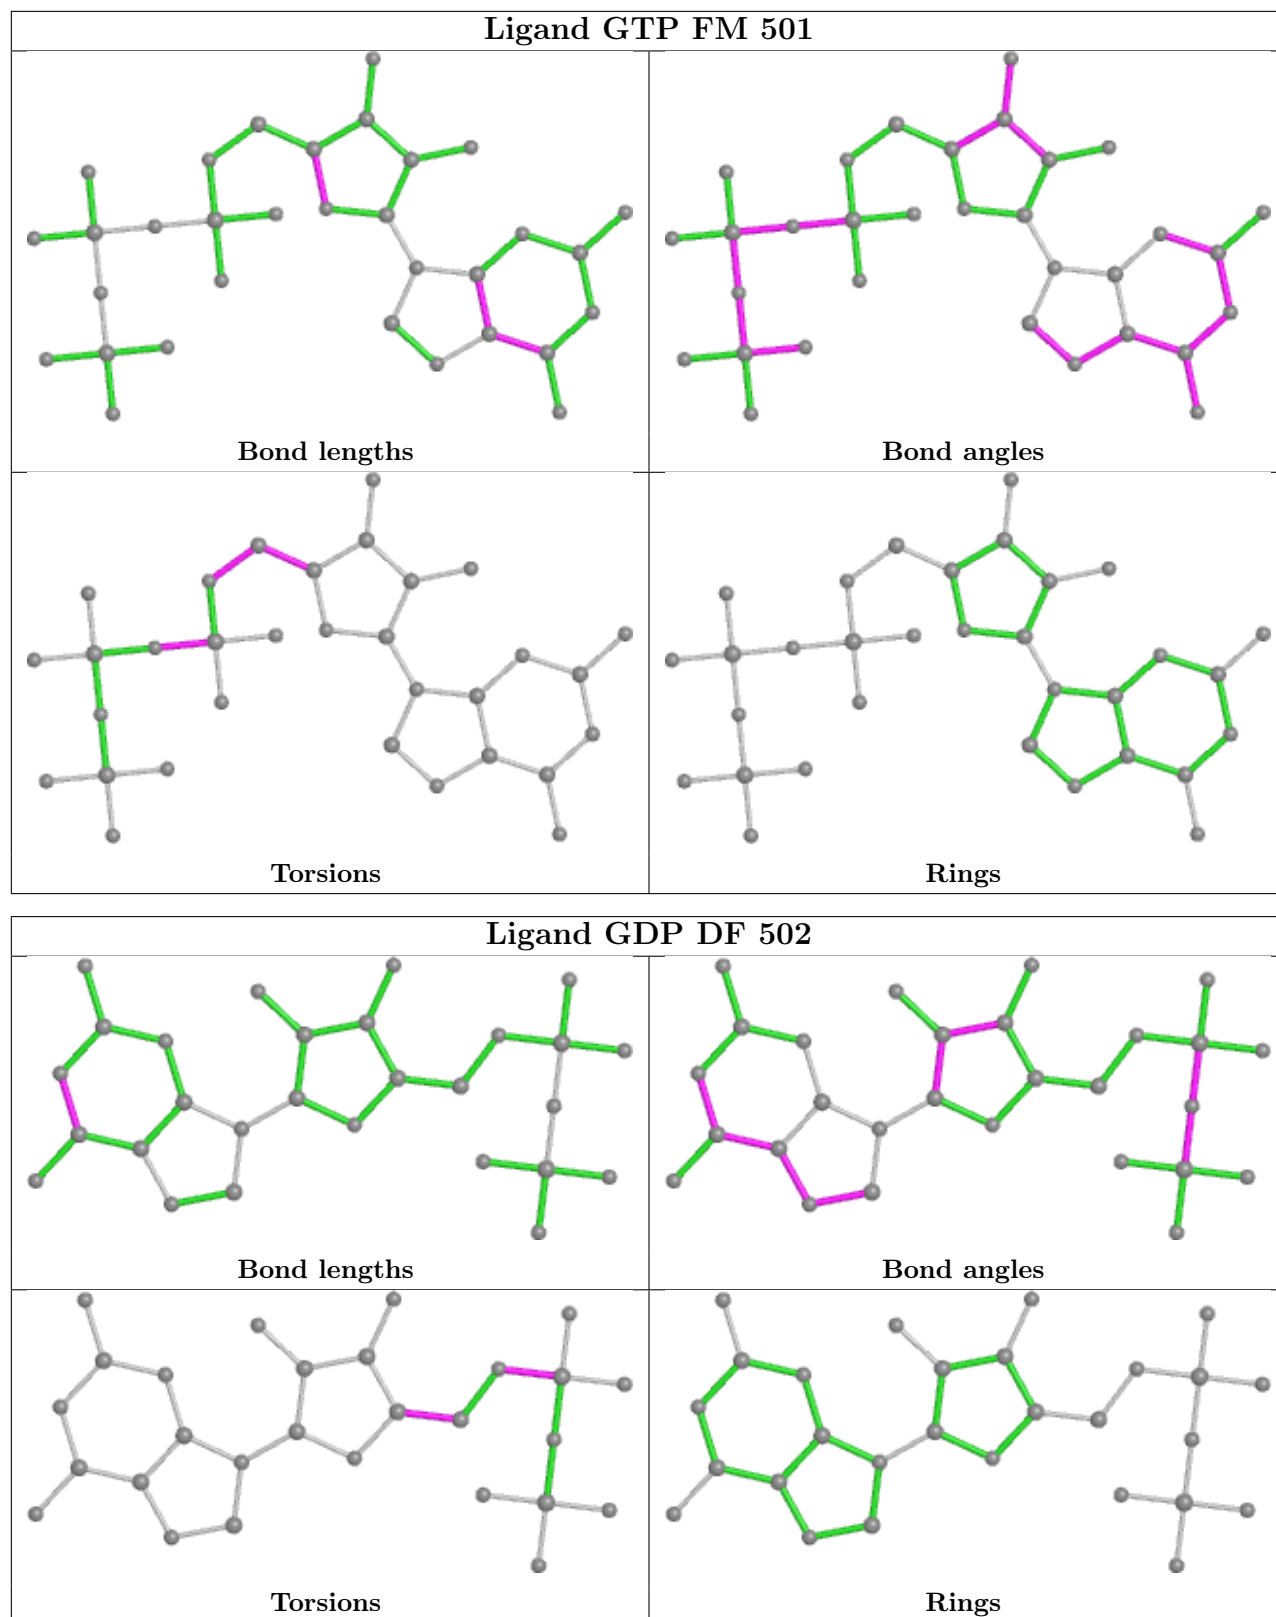 Ligand GTP FM 501
Bond lengths
Bond angles
Torsions
Rings
Ligand GDP DF 502
Bond lengths
Bond angles
Torsions
Rings